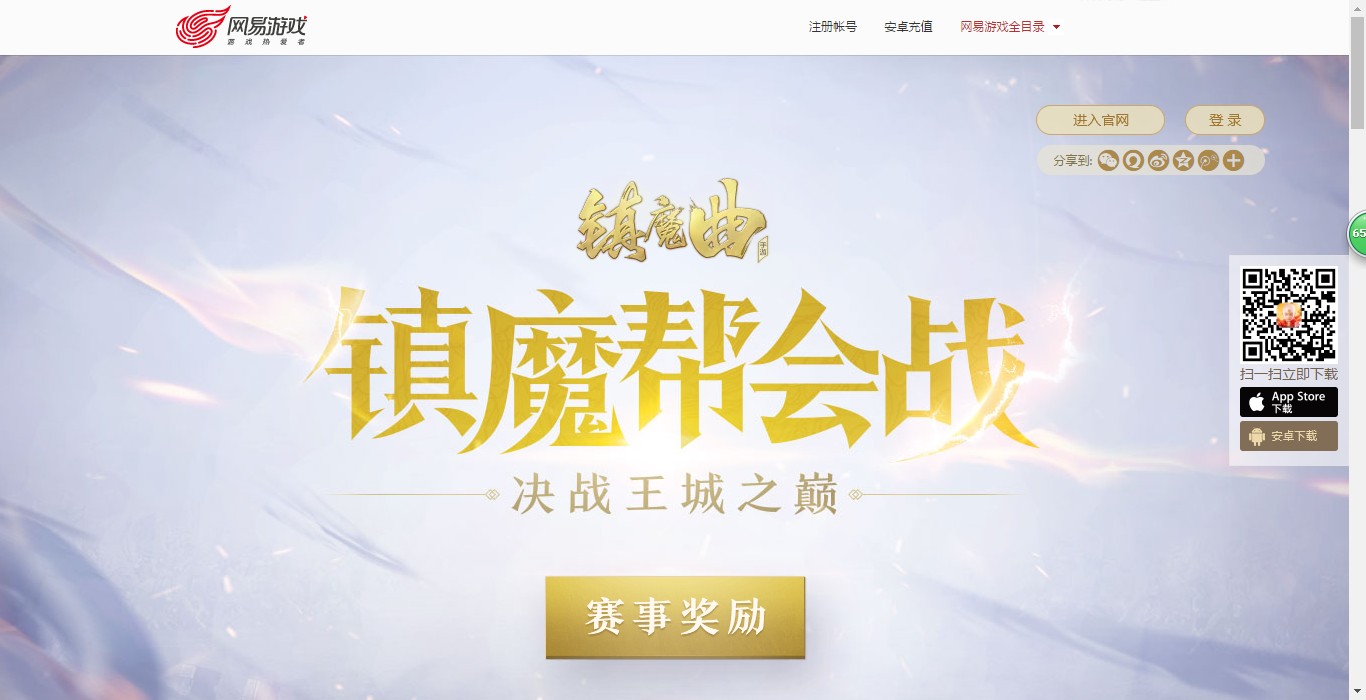 网易游戏
游戏热爱者
注册帐号
安卓充值
网易游戏全目录
进入官网
登 录
分享到:
镇魔曲
手游
镇魔帮会战
决战王城之巅
赛事奖励
65
扫一扫立即下载
App Store
下载
安卓下载